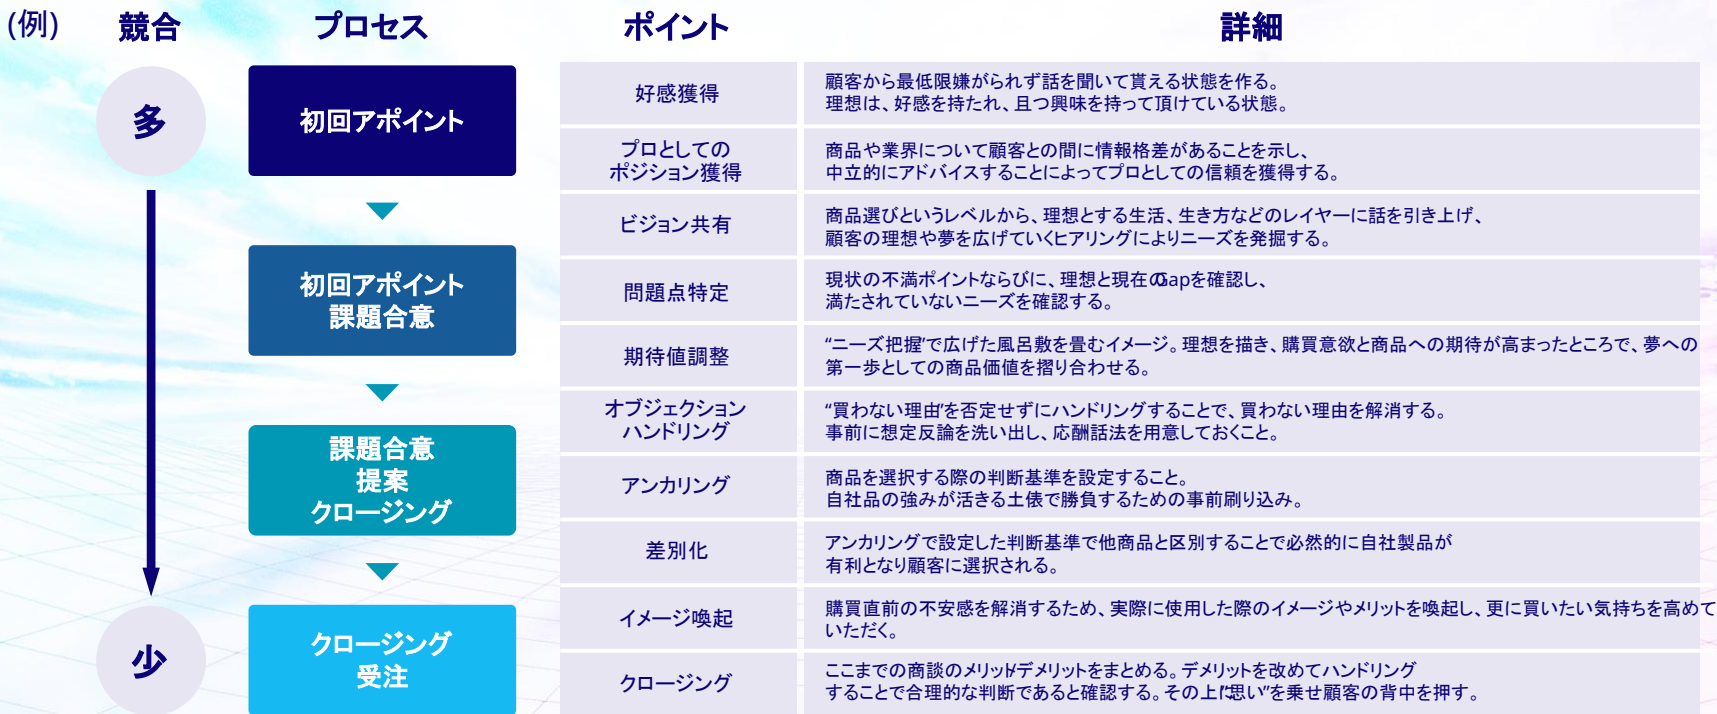 (例)
競合
プロセス
ポイント
詳細
多
少
初回アポイント
初回アポイント
課題合意
課題合意
提案
クロージング
クロージング
受注
好感獲得
顧客から最低限嫌がられず話を聞いて貰える状態を作る。
理想は、好感を持たれ、且つ興味を持って頂けている状態。
プロとしての
ポジション獲得
商品や業界について顧客との間に情報格差があることを示し、
中立的にアドバイスすることによってプロとしての信頼を獲得する。
ビジョン共有
商品選びというレベルから、理想とする生活、生き方などのレイヤーに話を引き上げ、
顧客の理想や夢を広げていくヒアリングによりニーズを発掘する。
問題点特定
現状の不満ポイントならびに、理想と現在のGapを確認し、
満たされていないニーズを確認する。
期待値調整
“ニーズ把握”で広げた風呂敷を畳むイメージ。理想を描き、購買意欲と商品への期待が高まったところで、夢への
第一歩としての商品価値を摺り合わせる。
オブジェクション
ハンドリング
“買わない理由”を否定せずにハンドリングすることで、買わない理由を解消する。
事前に想定反論を洗い出し、応酬話法を用意しておくこと。
アンカリング
商品を選択する際の判断基準を設定すること。
自社品の強みが活きる土俵で勝負するための事前刷り込み。
差別化
アンカリングで設定した判断基準で他商品と区別することで必然的に自社製品が
有利となり顧客に選択される。
イメージ喚起
購買直前の不安感を解消するため、実際に使用した際のイメージやメリットを喚起し、更に買いたい気持ちを高めて
いただく。
クロージング
ここまでの商談のメリット/デメリットをまとめる。デメリットを改めてハンドリング
することで合理的な判断であると確認する。その上に“思い”を乗せ顧客の背中を押す。